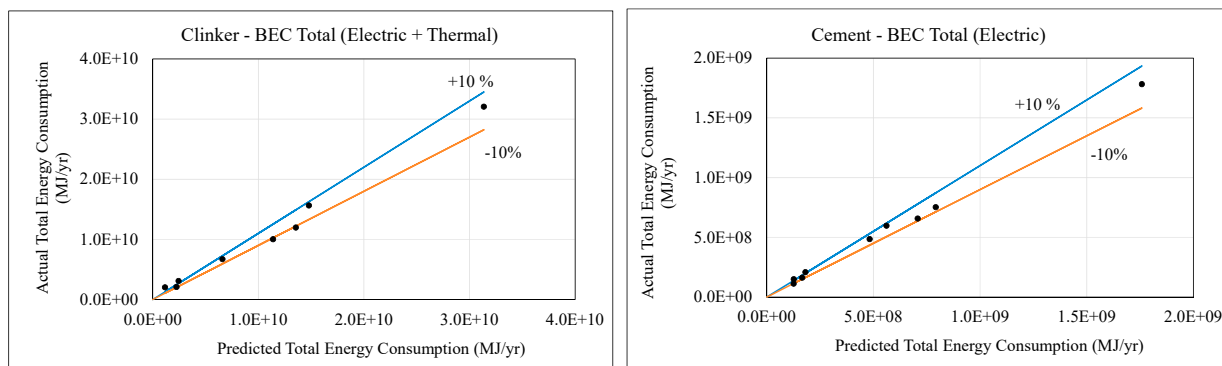 Clinker - BEC Total (Electric + Thermal)
4.0E+10
3.0E+10
2.0E+10
1.0E+10
0.0E+00
+10 %
-10%
0.0E+00 1.0E+10 2.0E+10 3.0E+10 4.0E+10
Actual Total Energy Consumption
(MJ/yr)
Predicted Total Energy Consumption (MJ/yr)
Cement - BEC Total (Electric)
2.0E+09
1.5E+09
1.0E+09
5.0E+08
0.0E+00
+10 %
-10%
0.0E+00 5.0E+08 1.0E+09 1.5E+09 2.0E+09
Actual Total Energy Consumption
(MJ/yr)
Predicted Total Energy Consumption (MJ/yr)